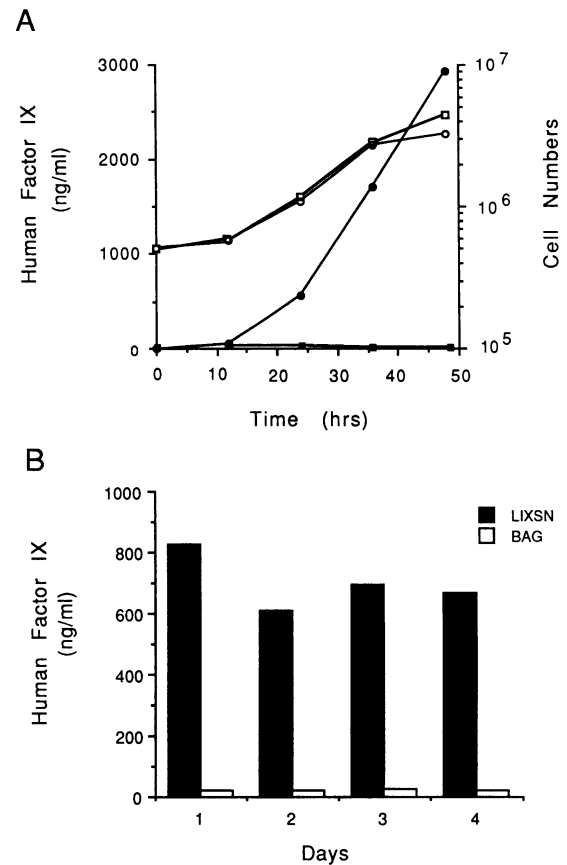 A
Human Factor IX
(ng/ml)
3000
2000
1000
0
10^7
10^6
10^5
Cell Numbers
0 10 20 30 40 50
Time (hrs)
B
Human Factor IX
(ng/ml)
1000
800
600
400
200
0
LIXSN
BAG
1 2 3 4
Days